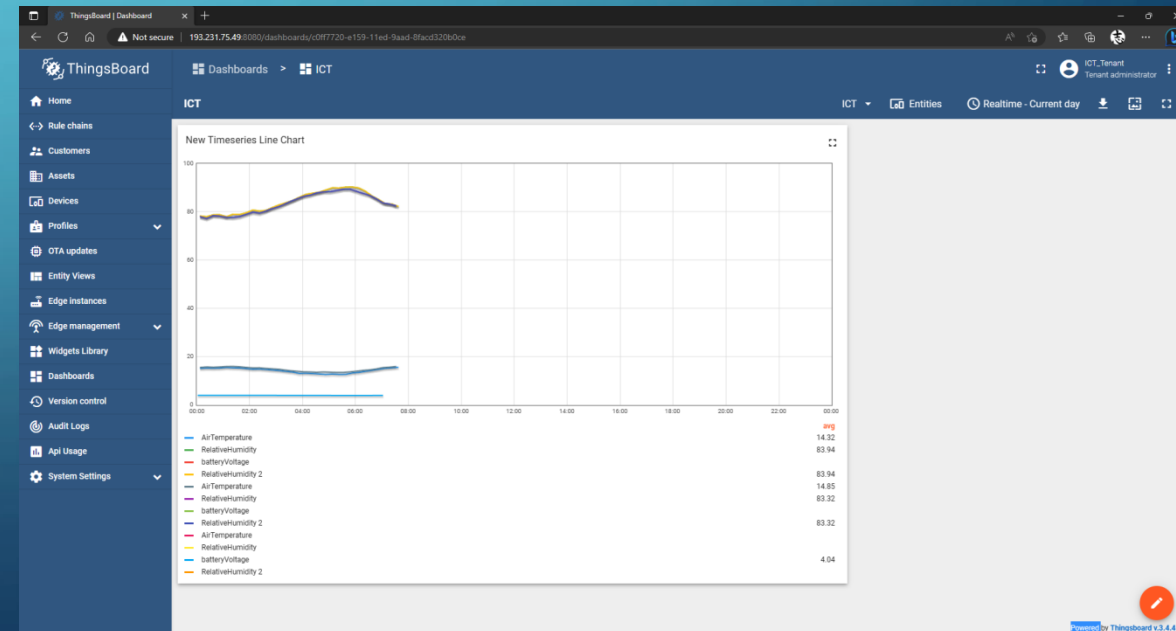 ThingsBoard | Dashboard
Not secure | 193.231.75.49:8080/dashboards/c0ff7720-e159-11ed-9aad-8facd320b0ce
ThingsBoard
Dashboards > ICT
ICT_Tenant
Tenant administrator
Home
Rule chains
Customers
Assets
Devices
Profiles
OTA updates
Entity Views
Edge instances
Edge management
Widgets Library
Dashboards
Version control
Audit Logs
Api Usage
System Settings
ICT
ICT Entities Realtime - Current day
New Timeseries Line Chart
100
80
60
40
20
0
00:00 02:00 04:00 06:00 08:00 10:00 12:00 14:00 16:00 18:00 20:00 22:00 00:00
avg
AirTemperature 14.32
RelativeHumidity 83.94
batteryVoltage
RelativeHumidity 2 83.94
AirTemperature 14.85
RelativeHumidity 83.32
batteryVoltage
RelativeHumidity 2 83.32
AirTemperature
RelativeHumidity
batteryVoltage 4.04
RelativeHumidity 2
Powered by Thingsboard v.3.4.4